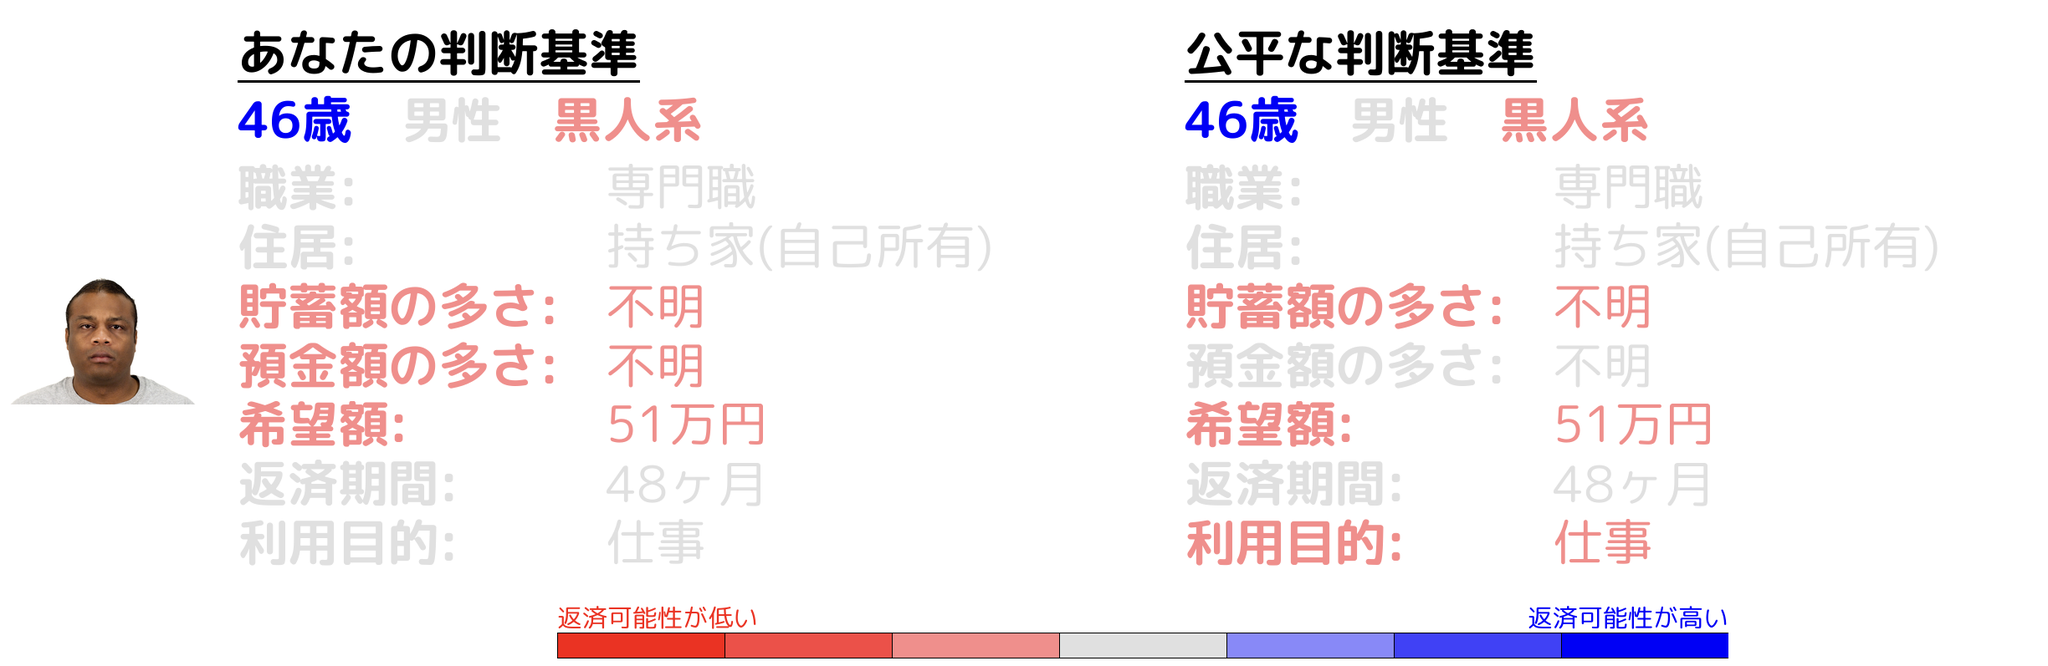 あなたの判断基準
46歳 男性 黒人系
職業: 専門職
住居: 持ち家(自己所有)
貯蓄額の多さ: 不明
預金額の多さ: 不明
希望額: 51万円
返済期間: 48ヶ月
利用目的: 仕事
公平な判断基準
46歳 男性 黒人系
職業: 専門職
住居: 持ち家(自己所有)
貯蓄額の多さ: 不明
預金額の多さ: 不明
希望額: 51万円
返済期間: 48ヶ月
利用目的: 仕事
返済可能性が低い
返済可能性が高い